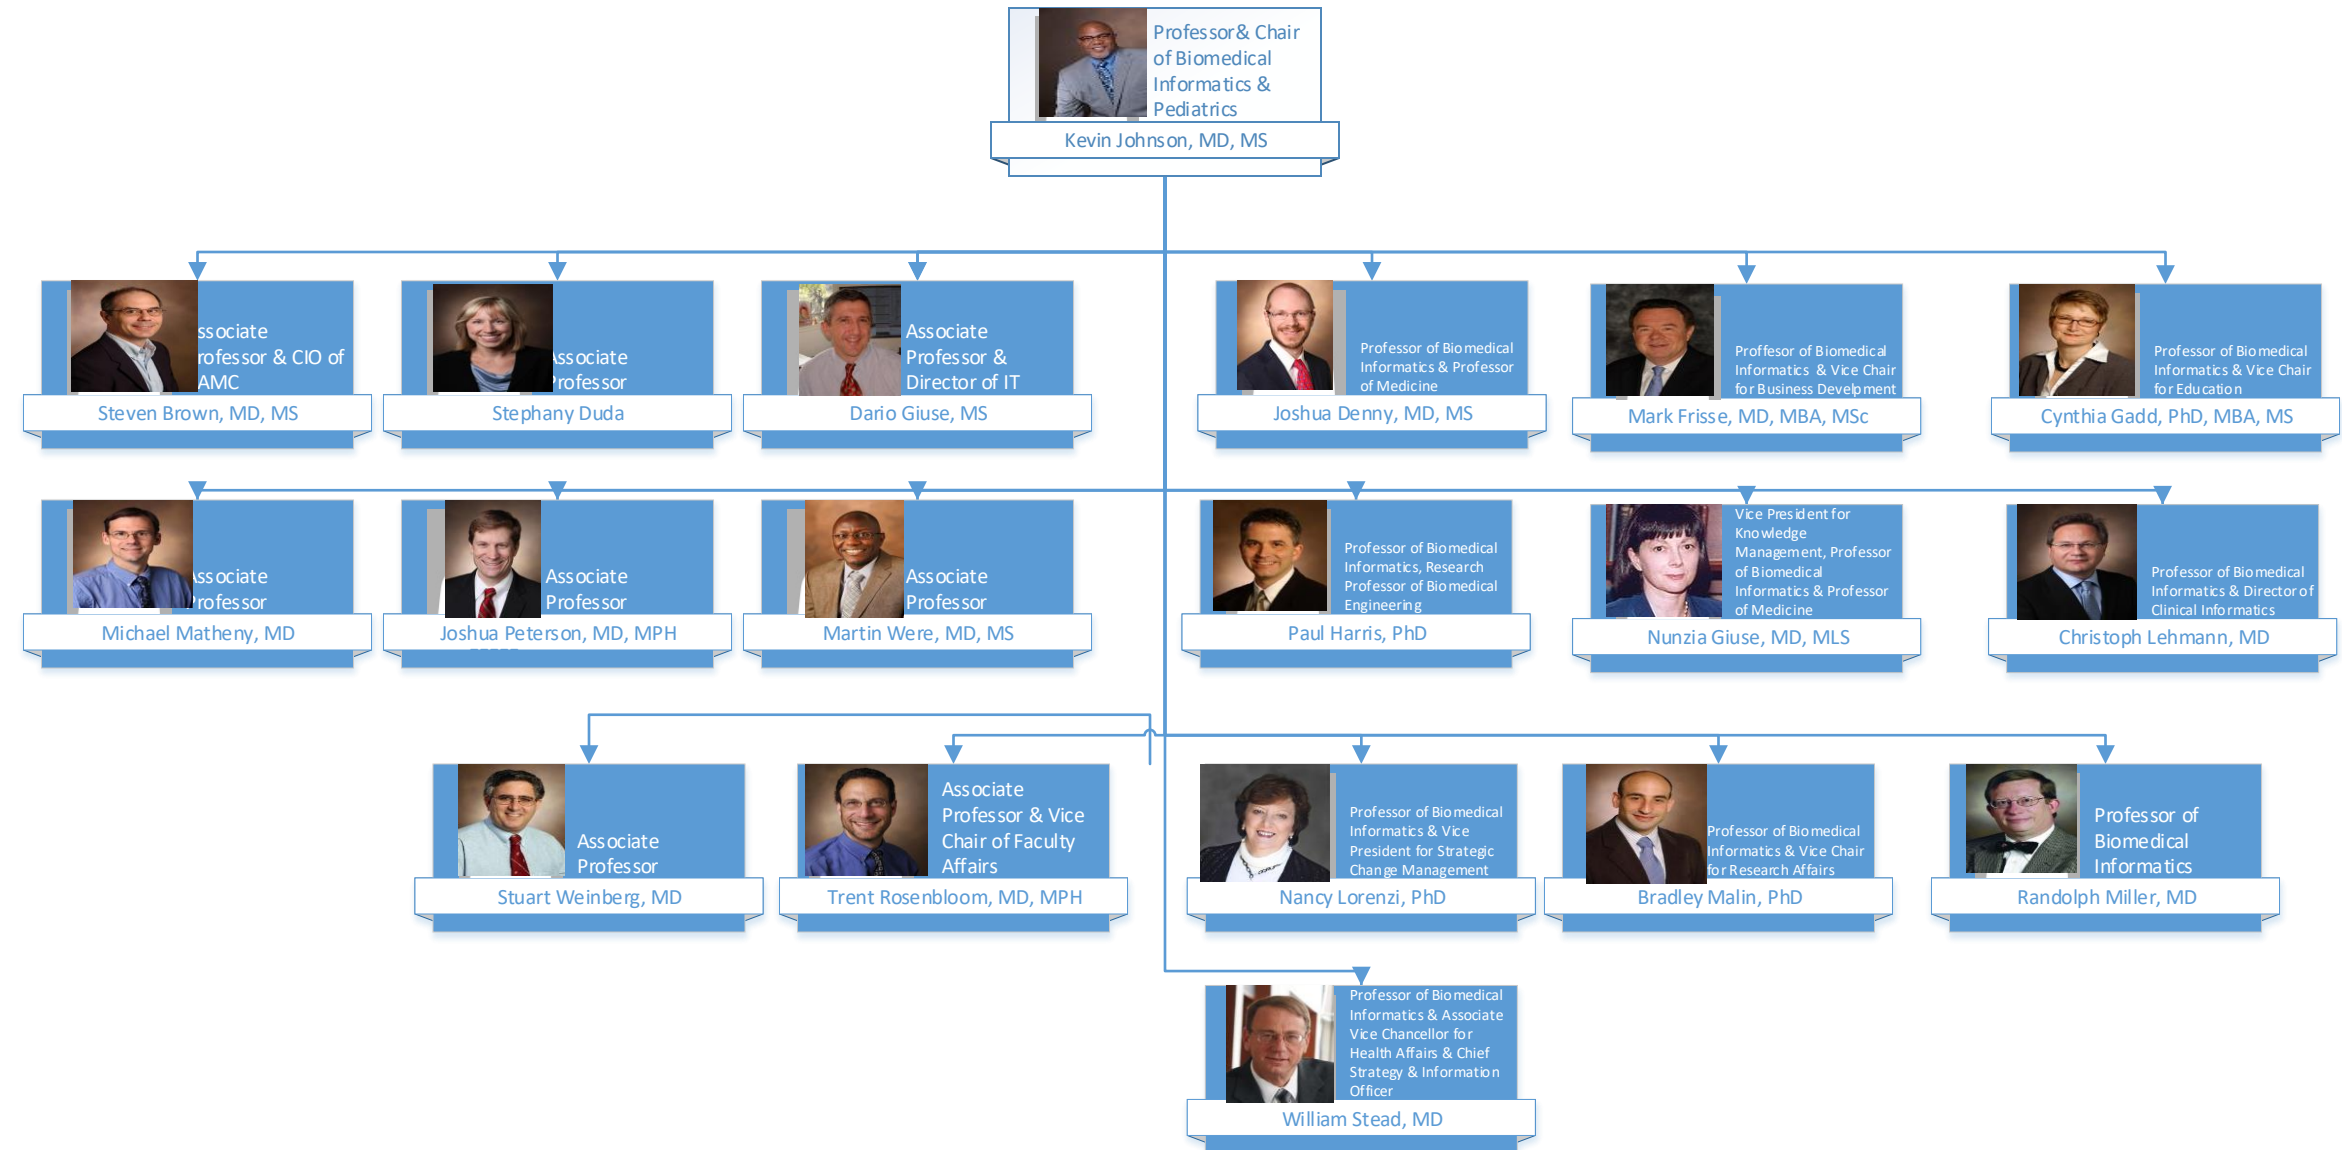 Professor& Chair
of Biomedical
Informatics &
Pediatrics
Kevin Johnson, MD, MS
ssociate
rofessor & CIO of
AMC
Steven Brown, MD, MS
Associate
Professor
Stephany Duda
Associate
Professor &
Director of IT
Dario Giuse, MS
Professor of Biomedical
Informatics & Professor
of Medicine
Joshua Denny, MD, MS
Proffesor of Biomedical
Informatics & Vice Chair
for Business Develpment
Mark Frisse, MD, MBA, MSc
Professor of Biomedical
Informatics & Vice Chair
for Education
Cynthia Gadd, PhD, MBA, MS
Associate
Professor
Michael Matheny, MD
Associate
Professor
Joshua Peterson, MD, MPH
Associate
Professor
Martin Were, MD, MS
Professor of Biomedical
Informatics, Research
Professor of Biomedical
Engineering
Paul Harris, PhD
Vice President for
Knowledge
Management, Professor
of Biomedical
Informatics & Professor
of Medicine
Nunzia Giuse, MD, MLS
Professor of Biomedical
Informatics & Director of
Clinical Informatics
Christoph Lehmann, MD
Associate
Professor
Stuart Weinberg, MD
Associate
Professor & Vice
Chair of Faculty
Affairs
Trent Rosenbloom, MD, MPH
Professor of Biomedical
Informatics & Vice
President for Strategic
Change Management
Nancy Lorenzi, PhD
Professor of Biomedical
Informatics & Vice Chair
for Research Affairs
Bradley Malin, PhD
Professor of
Biomedical
Informatics
Randolph Miller, MD
Professor of Biomedical
Informatics & Associate
Vice Chancellor for
Health Affairs & Chief
Strategy & Information
Officer
William Stead, MD